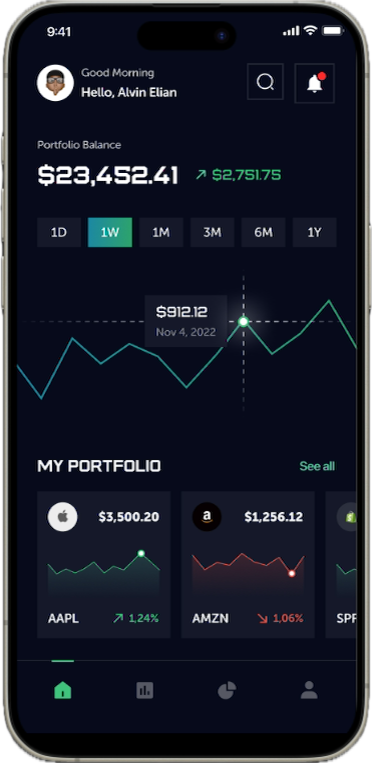 9:41
Good Morning
Hello, Alvin Elian
Portfolio Balance
$23,452.41 $2,751.75
1D 1W 1M 3M 6M 1Y
$912.12
Nov 4, 2022
MY PORTFOLIO See all
$3,500.20 $1,256.12
AAPL 1,24% AMZN 1,06%